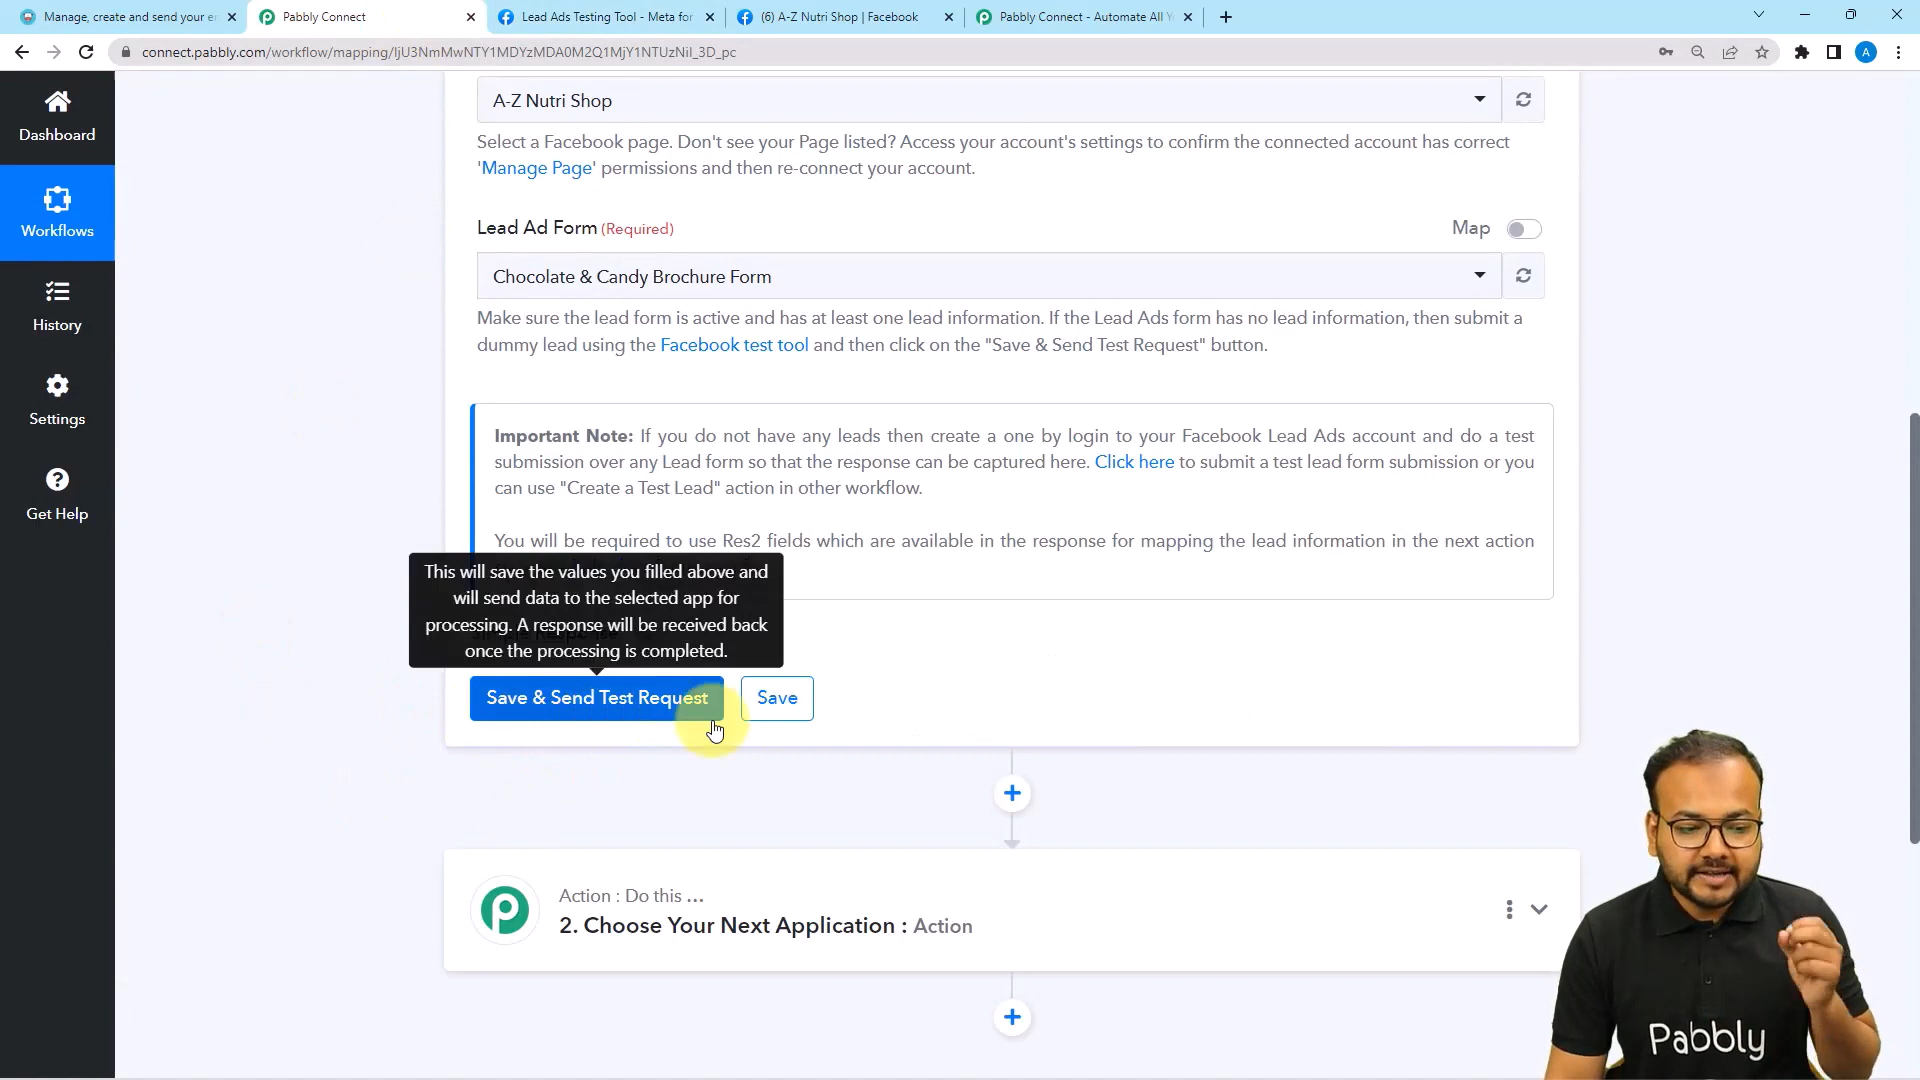 Manage, create and send your er
Pabbly Connect
Lead Ads Testing Tool - Meta for
(6) A-Z Nutri Shop | Facebook
Pabbly Connect - Automate All Y
connect.pabbly.com/workflow/mapping/IjU3NmMwNTY1MDYzMDA0M2Q1MjY1NTUzNiI_3D_pc
A
Dashboard
Workflows
History
Settings
Get Help
A-Z Nutri Shop
Select a Facebook page. Don't see your Page listed? Access your account's settings to confirm the connected account has correct
'Manage Page' permissions and then re-connect your account.
Lead Ad Form (Required)
Map
Chocolate & Candy Brochure Form
Make sure the lead form is active and has at least one lead information. If the Lead Ads form has no lead information, then submit a
dummy lead using the Facebook test tool and then click on the "Save & Send Test Request" button.
Important Note: If you do not have any leads then create a one by login to your Facebook Lead Ads account and do a test
submission over any Lead form so that the response can be captured here. Click here to submit a test lead form submission or you
can use "Create a Test Lead" action in other workflow.
You will be required to use Res2 fields which are available in the response for mapping the lead information in the next action
This will save the values you filled above and
will send data to the selected app for
processing. A response will be received back
once the processing is completed.
Save & Send Test Request
Save
Action : Do this ...
2. Choose Your Next Application : Action
Pabbly